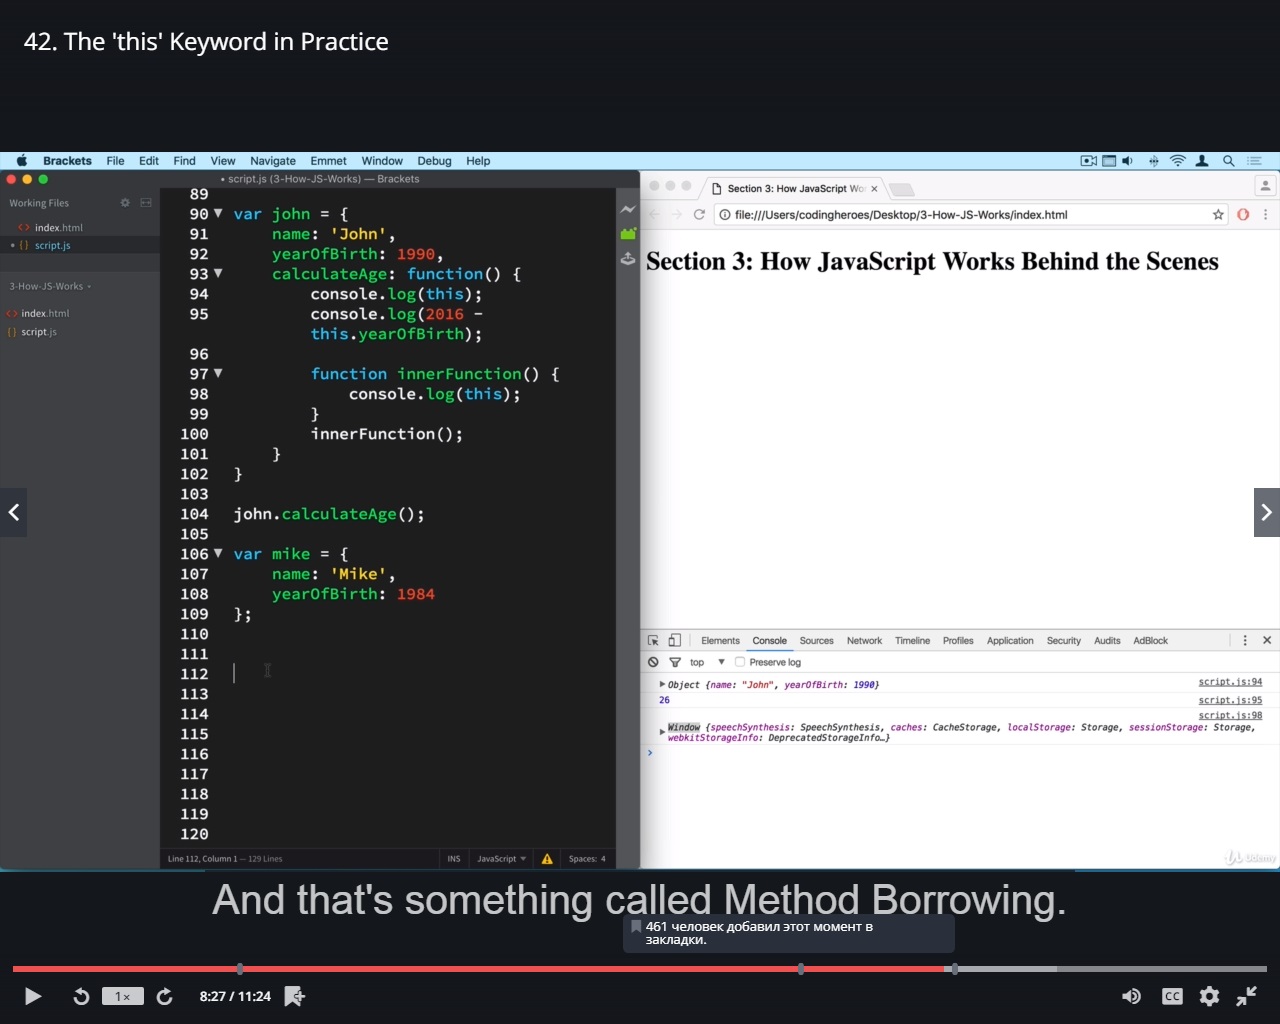 42. The 'this' Keyword in Practice
Brackets File Edit Find View Navigate Emmet Window Debug Help
• script.js (3-How-JS-Works) — Brackets
Working Files
<> index.html
• {} script.js
3-How-JS-Works
<> index.html
{} script.js
89
90 ▼ var john = {
91 name: 'John',
92 yearOfBirth: 1990,
93 ▼ calculateAge: function() {
94 console.log(this);
95 console.log(2016 -
this.yearOfBirth);
96
97 ▼ function innerFunction() {
98 console.log(this);
99 }
100 innerFunction();
101 }
102 }
103
104 john.calculateAge();
105
106 ▼ var mike = {
107 name: 'Mike',
108 yearOfBirth: 1984
109 };
110
111
112
113
114
115
116
117
118
119
120
Line 112, Column 1 — 129 Lines INS JavaScript Spaces: 4
Section 3: How JavaScript Wo
file:///Users/codingheroes/Desktop/3-How-JS-Works/index.html
Section 3: How JavaScript Works Behind the Scenes
Elements Console Sources Network Timeline Profiles Application Security Audits AdBlock
top ▼ Preserve log
▶ Object {name: "John", yearOfBirth: 1990} script.js:94
26 script.js:95
script.js:98
▶ Window {speechSynthesis: SpeechSynthesis, caches: CacheStorage, localStorage: Storage, sessionStorage: Storage,
webkitStorageInfo: DeprecatedStorageInfo…}
Udemy
And that's something called Method Borrowing.
461 человек добавил этот момент в
закладки.
1x 8:27 / 11:24 CC